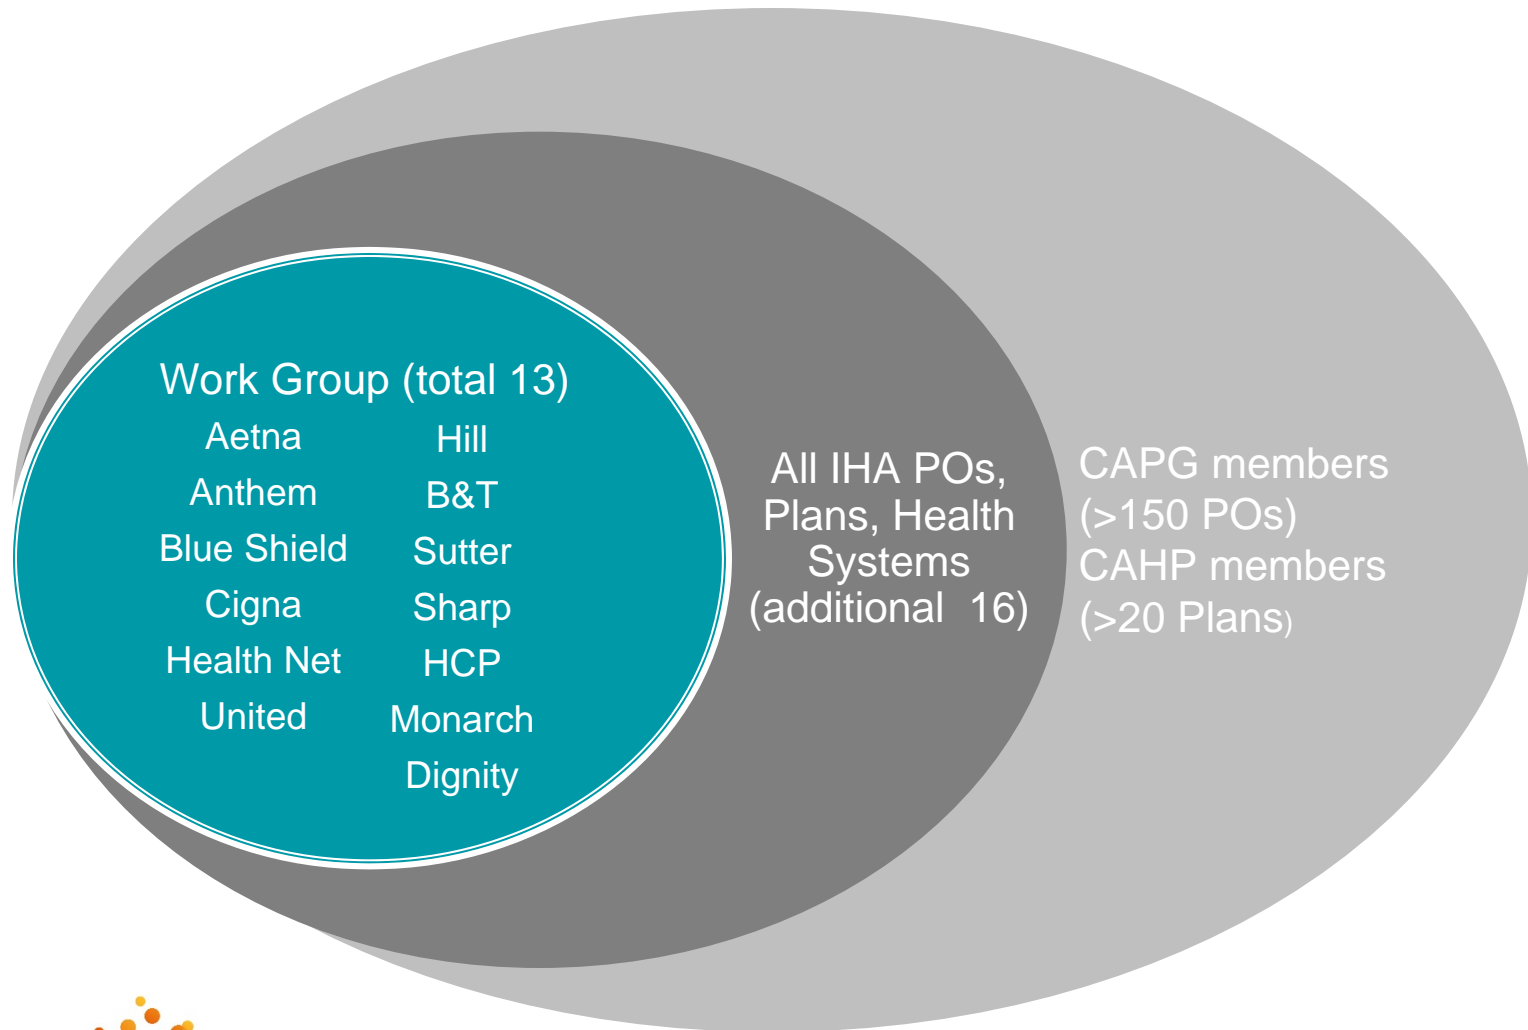 Work Group (total 13)
Aetna
Anthem
Blue Shield
Cigna
Health Net
United
Hill
B&T
Sutter
Sharp
HCP
Monarch
Dignity
All IHA POs,
Plans, Health
Systems
(additional 16)
CAPG members
(>150 POs)
CAHP members
(>20 Plans)